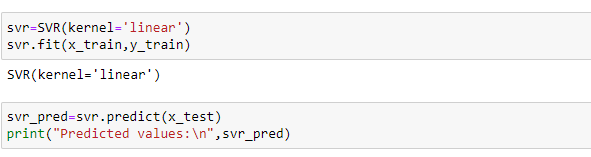 svr=SVR(kernel='linear')
svr.fit(x_train,y_train)
SVR(kernel='linear')
svr_pred=svr.predict(x_test)
print("Predicted values:\n",svr_pred)